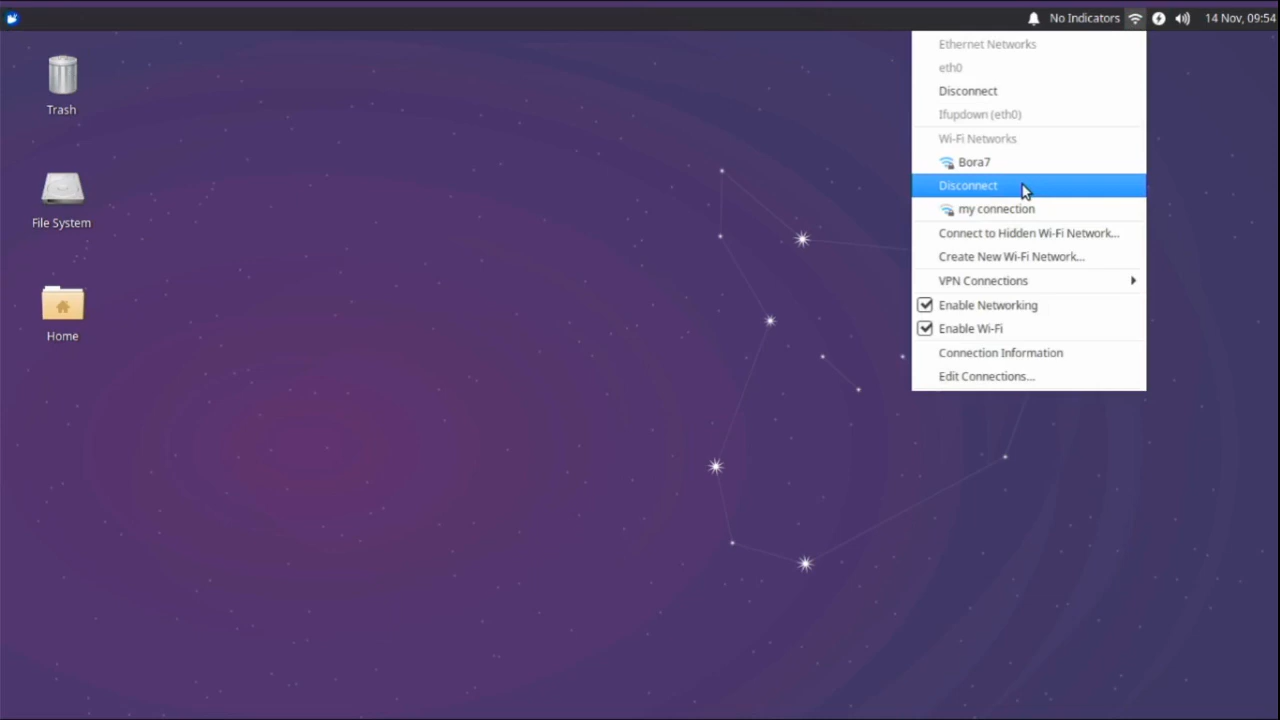 No Indicators
14 Nov, 09:54
Trash
File System
Home
Ethernet Networks
eth0
Disconnect
Ifupdown (eth0)
Wi-Fi Networks
Bora7
Disconnect
my connection
Connect to Hidden Wi-Fi Network...
Create New Wi-Fi Network...
VPN Connections
Enable Networking
Enable Wi-Fi
Connection Information
Edit Connections...